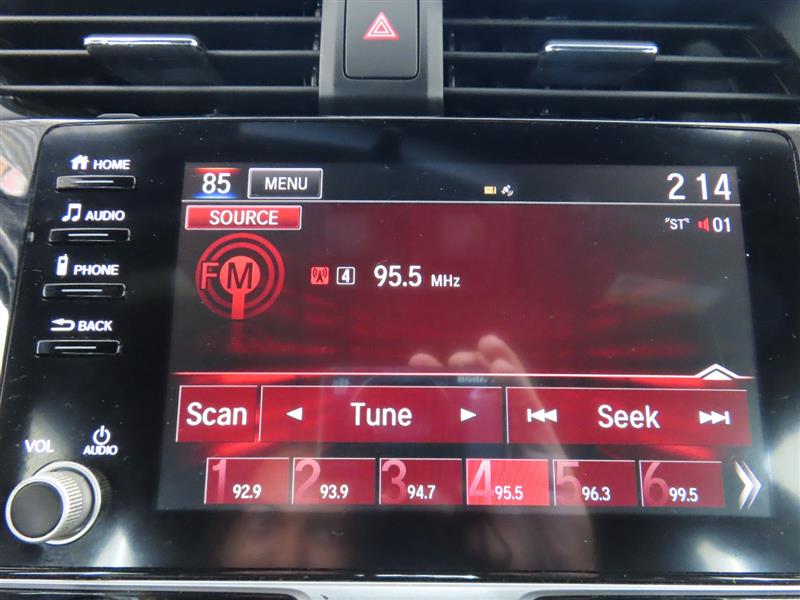 HOME
AUDIO
PHONE
BACK
VOL
AUDIO
85 MENU 2 14
SOURCE
"ST" 01
FM 4 95.5 MHz
Scan Tune Seek
1 92.9 2 93.9 3 94.7 4 95.5 5 96.3 6 99.5